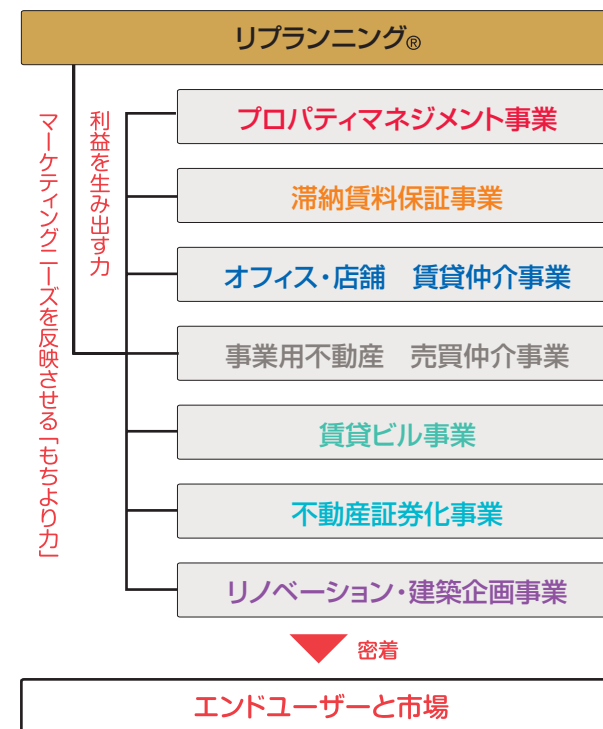 リプランニング®
マーケティングニーズを反映させる「もちより力」
利益を生み出す力
プロパティマネジメント事業
滞納賃料保証事業
オフィス・店舗　賃貸仲介事業
事業用不動産　売買仲介事業
賃貸ビル事業
不動産証券化事業
リノベーション・建築企画事業
密着
エンドユーザーと市場